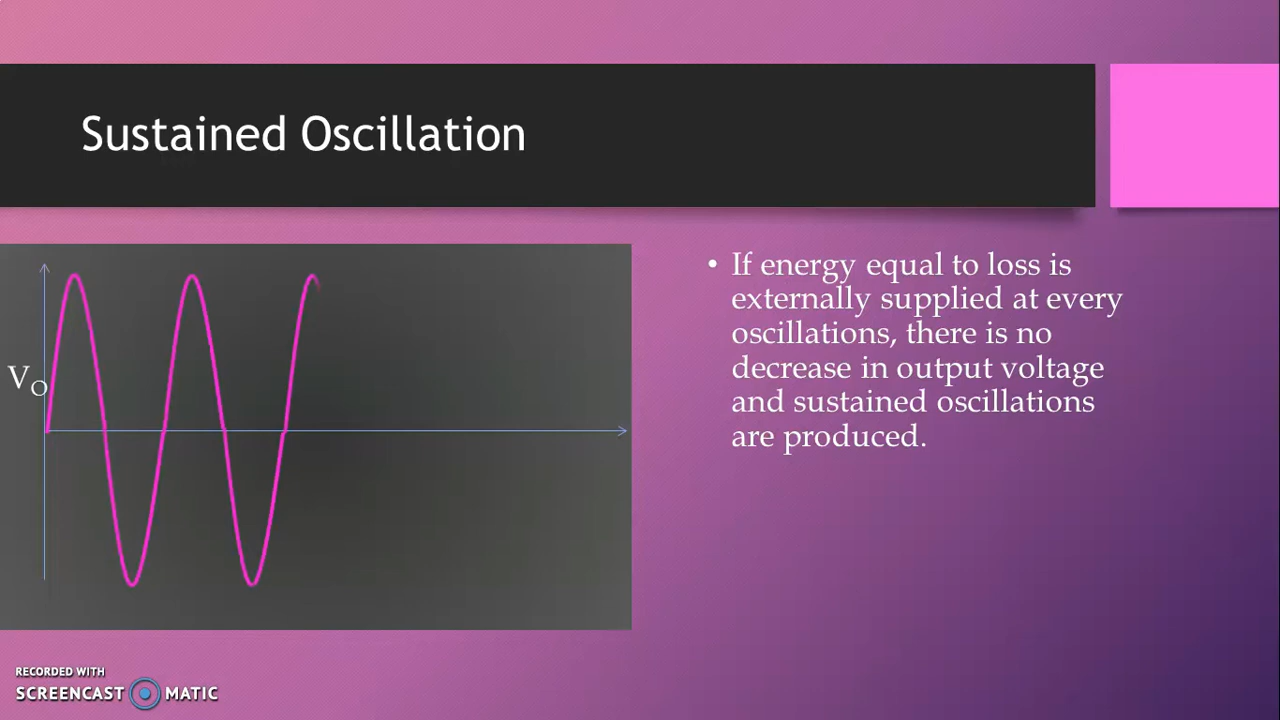 Sustained Oscillation
V_O
• If energy equal to loss is
externally supplied at every
oscillations, there is no
decrease in output voltage
and sustained oscillations
are produced.
RECORDED WITH
SCREENCAST MATIC